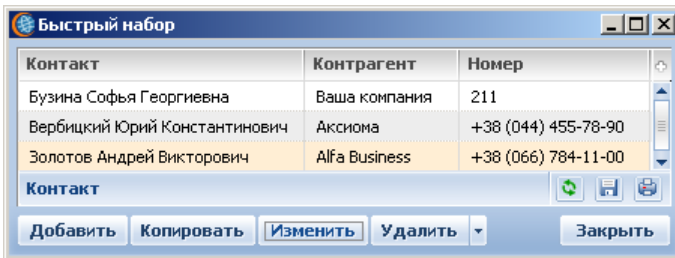 Быстрый набор
Контакт Контрагент Номер
Бузина Софья Георгиевна Ваша компания 211
Вербицкий Юрий Константинович Аксиома +38 (044) 455-78-90
Золотов Андрей Викторович Alfa Business +38 (066) 784-11-00
Контакт
Добавить Копировать Изменить Удалить Закрыть